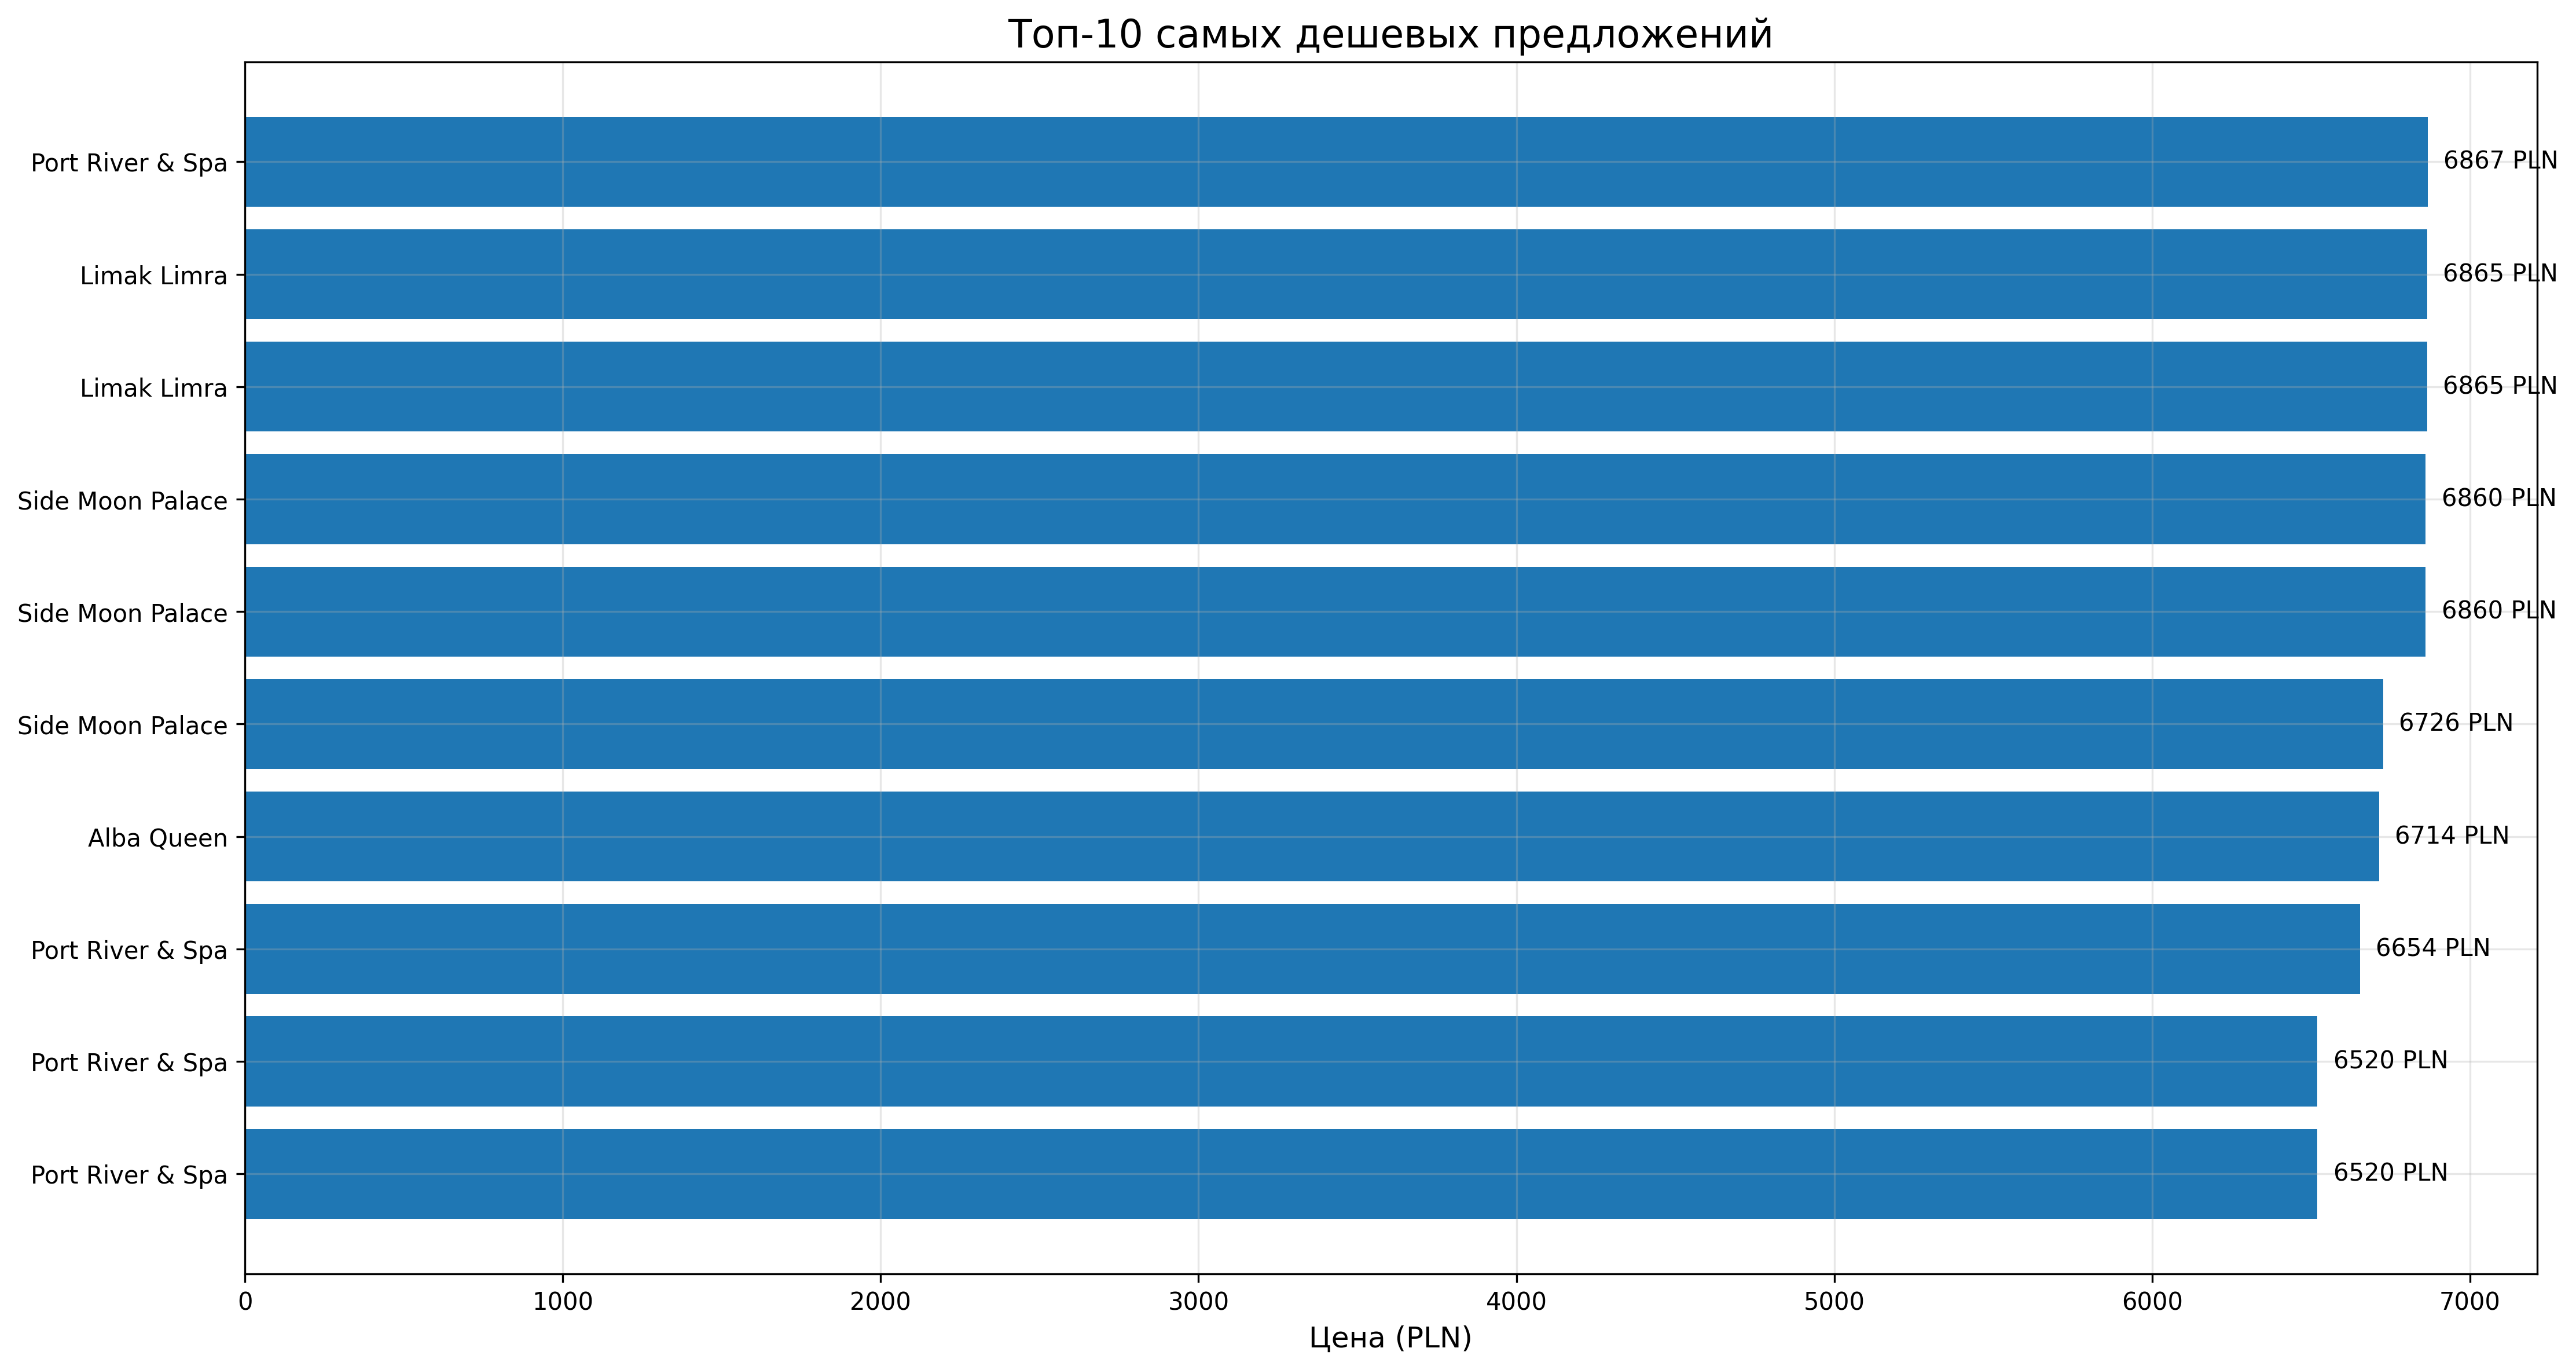 Топ-10 самых дешевых предложений
Port River & Spa 6867 PLN
Limak Limra 6865 PLN
Limak Limra 6865 PLN
Side Moon Palace 6860 PLN
Side Moon Palace 6860 PLN
Side Moon Palace 6726 PLN
Alba Queen 6714 PLN
Port River & Spa 6654 PLN
Port River & Spa 6520 PLN
Port River & Spa 6520 PLN
0 1000 2000 3000 4000 5000 6000 7000
Цена (PLN)